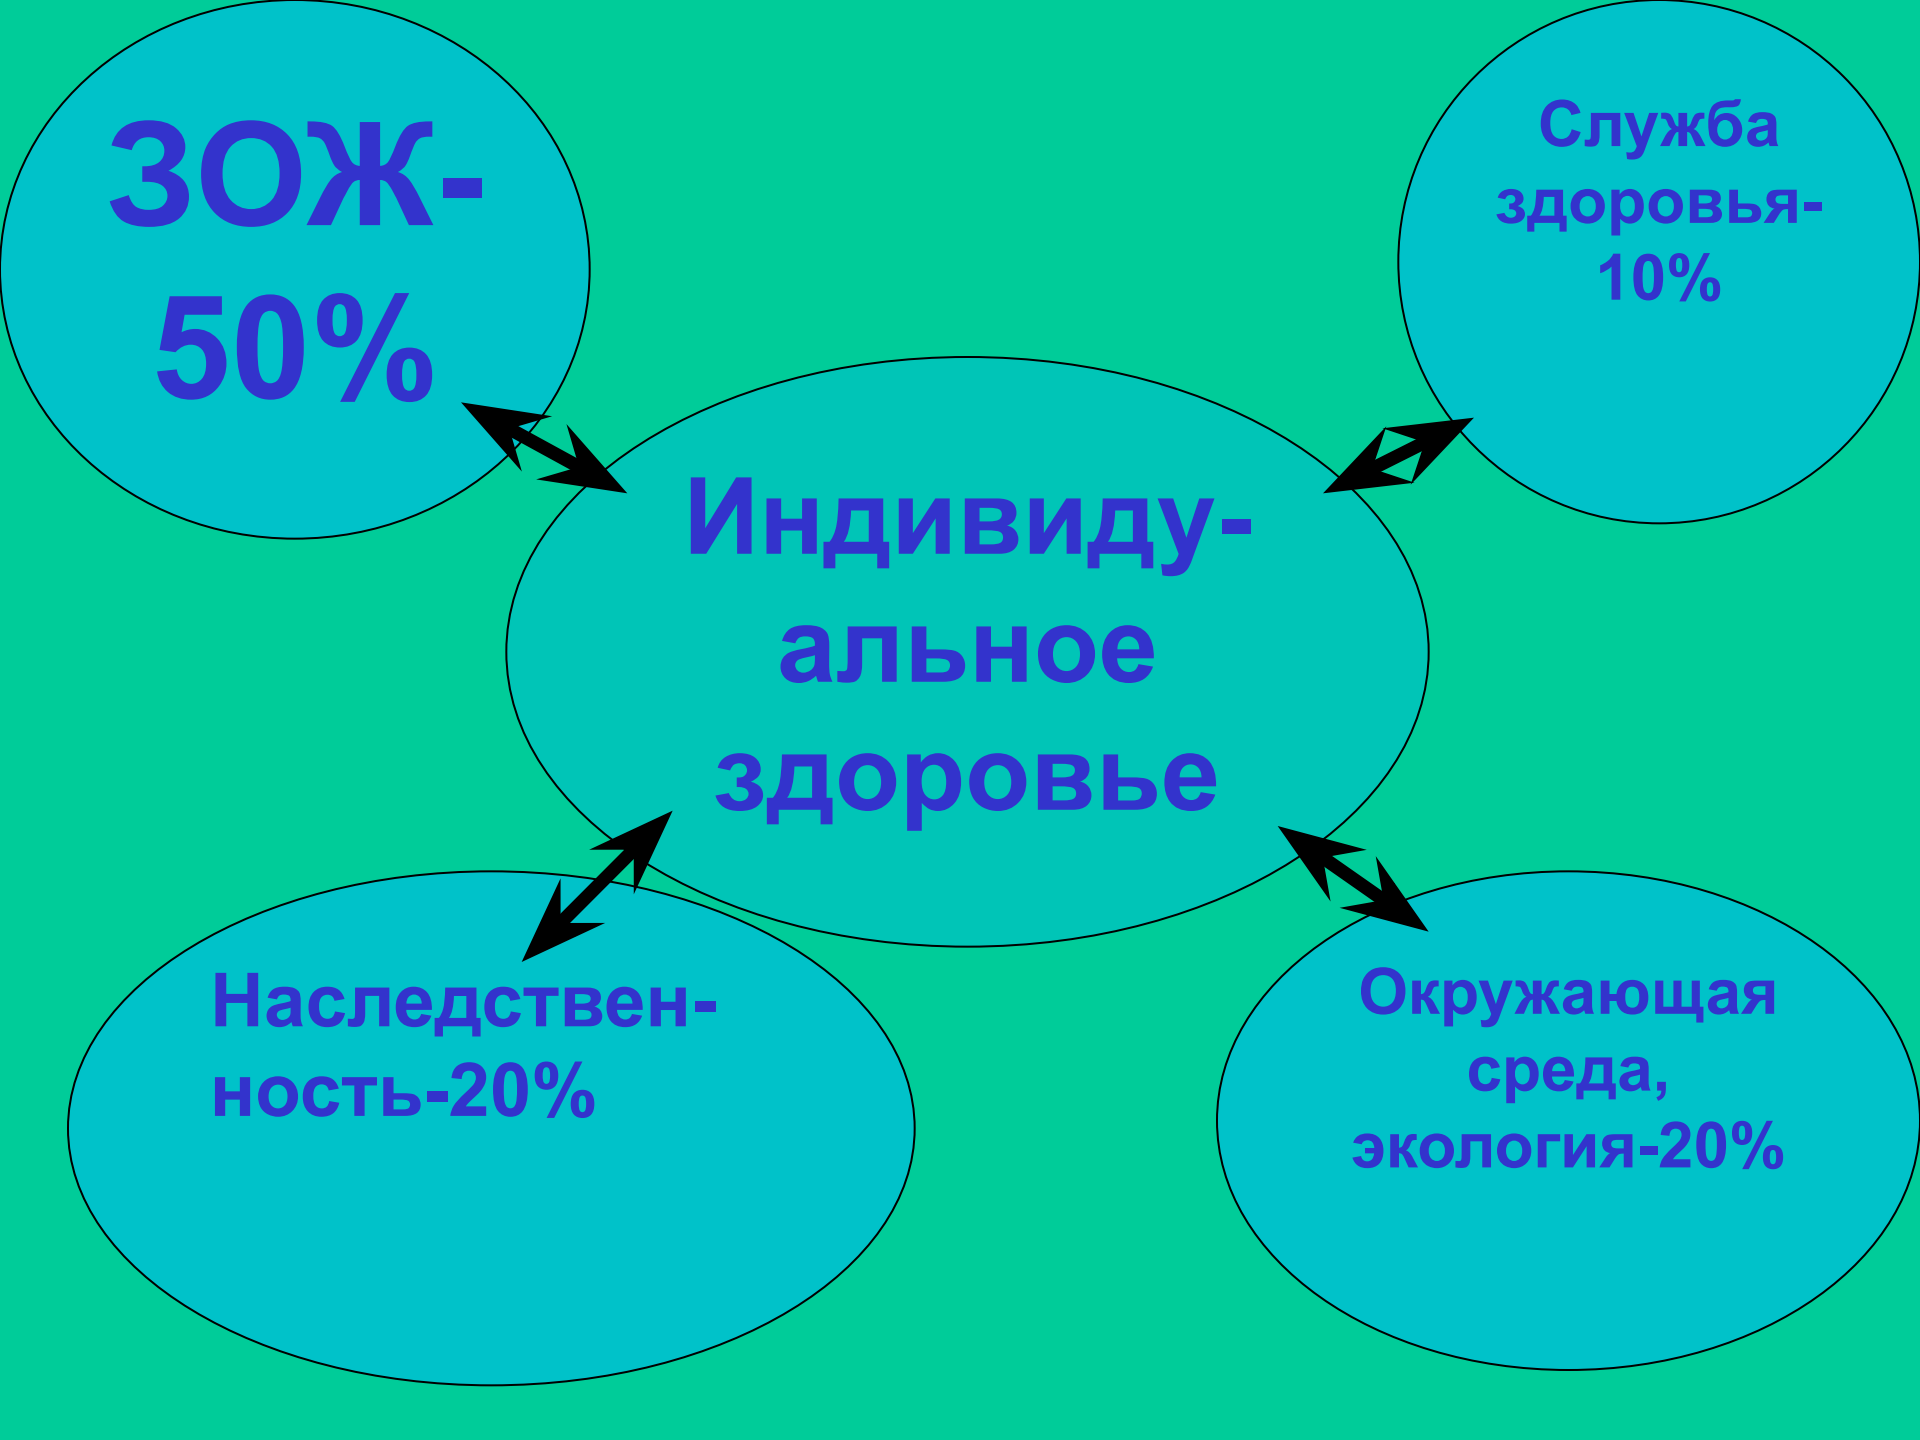 ЗОЖ-
50%
Служба
здоровья-
10%
Индивиду-
альное
здоровье
Наследствен-
ность-20%
Окружающая
среда,
экология-20%